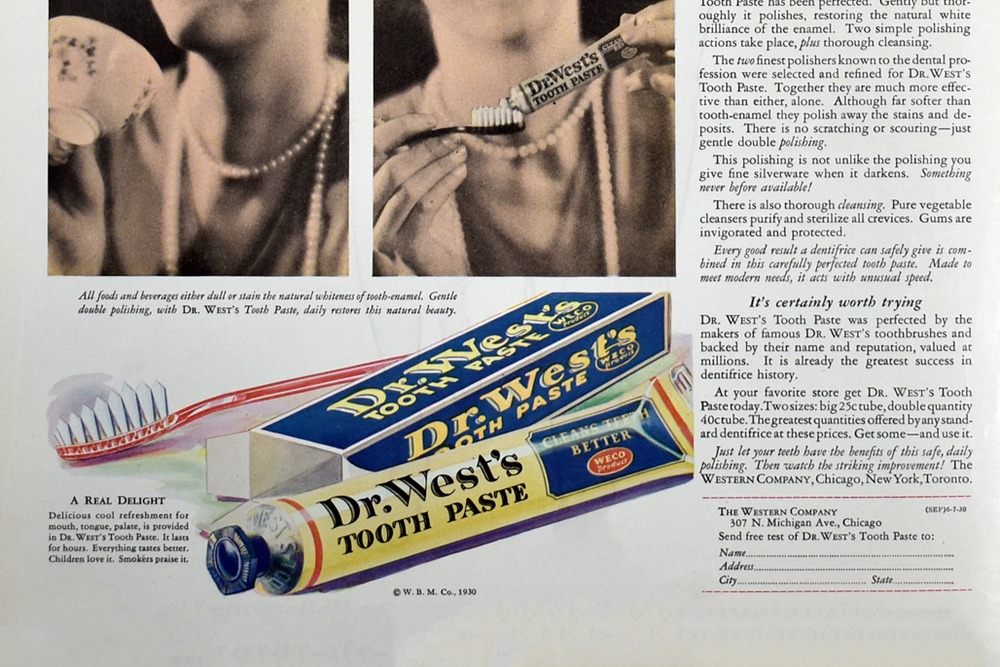 Dr.West's
TOOTH PASTE
All foods and beverages either dull or stain the natural whiteness of tooth-enamel. Gentle
double polishing, with DR. WEST'S Tooth Paste, daily restores this natural beauty.
Dr.West's
TOOTH PASTE
WECO
product
Dr.West's
TOOTH PASTE
WECO
product
CLEANS TEETH
BETTER
WECO
product
Dr.West's
TOOTH PASTE
A REAL DELIGHT
Delicious cool refreshment for
mouth, tongue, palate, is provided
in DR. WEST'S Tooth Paste. It lasts
for hours. Everything tastes better.
Children love it. Smokers praise it.
© W. B. M. Co., 1930
Tooth Paste has been perfected. Gently but thor-
oughly it polishes, restoring the natural white
brilliance of the enamel. Two simple polishing
actions take place, plus thorough cleansing.
The two finest polishers known to the dental pro-
fession were selected and refined for DR. WEST'S
Tooth Paste. Together they are much more effec-
tive than either, alone. Although far softer than
tooth-enamel they polish away the stains and de-
posits. There is no scratching or scouring—just
gentle double polishing.
This polishing is not unlike the polishing you
give fine silverware when it darkens. Something
never before available!
There is also thorough cleansing. Pure vegetable
cleansers purify and sterilize all crevices. Gums are
invigorated and protected.
Every good result a dentifrice can safely give is com-
bined in this carefully perfected tooth paste. Made to
meet modern needs, it acts with unusual speed.
It's certainly worth trying
DR. WEST'S Tooth Paste was perfected by the
makers of famous DR. WEST'S toothbrushes and
backed by their name and reputation, valued at
millions. It is already the greatest success in
dentifrice history.
At your favorite store get DR. WEST'S Tooth
Paste today. Two sizes: big 25c tube, double quantity
40c tube. The greatest quantities offered by any stand-
ard dentifrice at these prices. Get some—and use it.
Just let your teeth have the benefits of this safe, daily
polishing. Then watch the striking improvement! The
WESTERN COMPANY, Chicago, New York, Toronto.
THE WESTERN COMPANY (SEP)6-7-30
307 N. Michigan Ave., Chicago
Send free test of DR. WEST'S Tooth Paste to:
Name
Address
City State